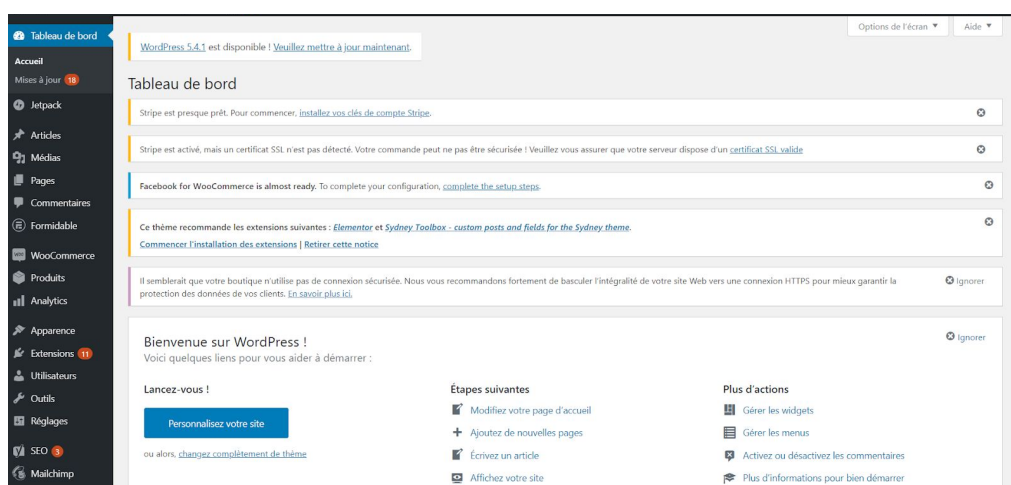 Options de l'écran ▼ Aide ▼
Tableau de bord
Accueil
Mises à jour 18
Jetpack
Articles
Médias
Pages
Commentaires
Formidable
WooCommerce
Produits
Analytics
Apparence
Extensions 11
Utilisateurs
Outils
Réglages
SEO 3
Mailchimp
WordPress 5.4.1 est disponible ! Veuillez mettre à jour maintenant.
Tableau de bord
Stripe est presque prêt. Pour commencer, installez vos clés de compte Stripe.
Stripe est activé, mais un certificat SSL n'est pas détecté. Votre commande peut ne pas être sécurisée ! Veuillez vous assurer que votre serveur dispose d'un certificat SSL valide
Facebook for WooCommerce is almost ready. To complete your configuration, complete the setup steps.
Ce thème recommande les extensions suivantes : Elementor et Sydney Toolbox - custom posts and fields for the Sydney theme.
Commencer l'installation des extensions | Retirer cette notice
Il semblerait que votre boutique n'utilise pas de connexion sécurisée. Nous vous recommandons fortement de basculer l'intégralité de votre site Web vers une connexion HTTPS pour mieux garantir la
protection des données de vos clients. En savoir plus ici.
Ignorer
Bienvenue sur WordPress !
Ignorer
Voici quelques liens pour vous aider à démarrer :
Lancez-vous !
Personnalisez votre site
ou alors, changez complètement de thème
Étapes suivantes
Modifiez votre page d'accueil
Ajoutez de nouvelles pages
Écrivez un article
Affichez votre site
Plus d'actions
Gérer les widgets
Gérer les menus
Activez ou désactivez les commentaires
Plus d'informations pour bien démarrer